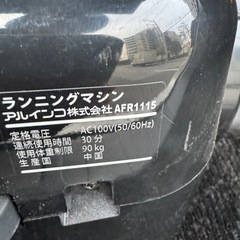 ランニングマシン
アルインコ株式会社 AFR1115
定格電圧 AC100V(50/60Hz)
連続使用時間 30分
使用体重制限 90kg
生産国 中国